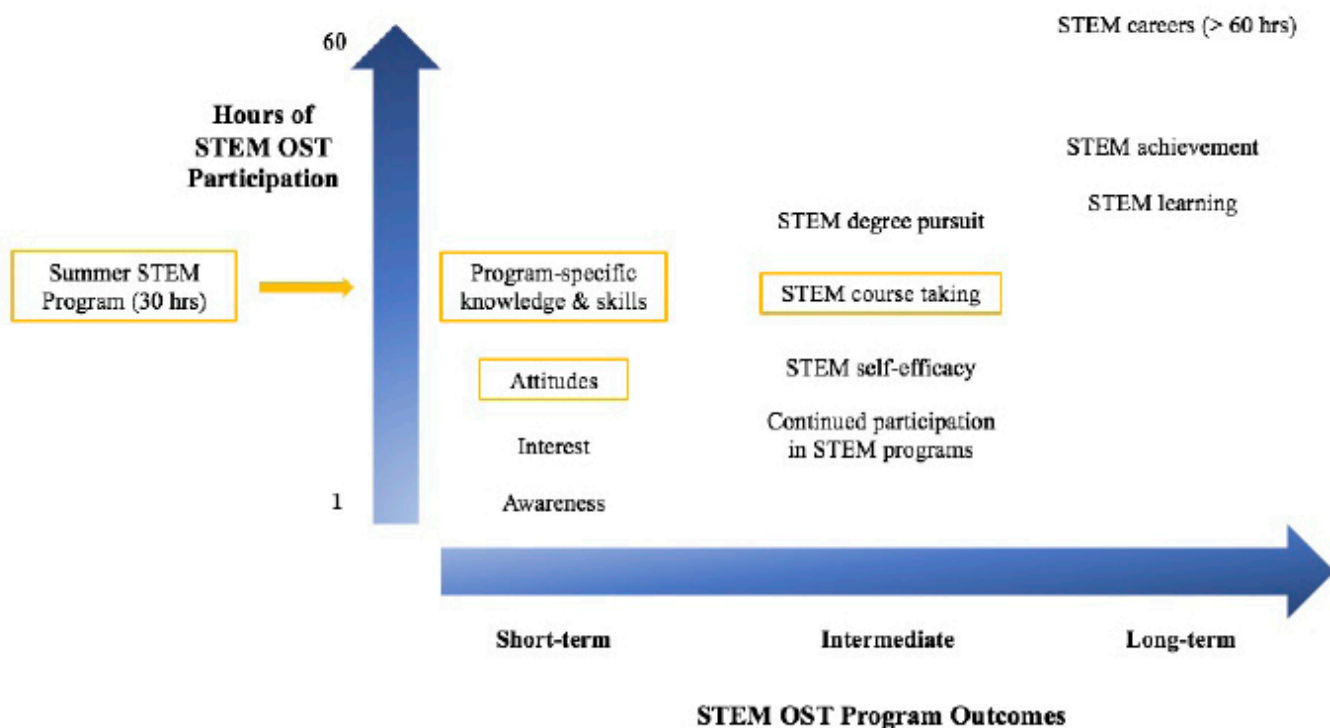 STEM careers (> 60 hrs)
60
Hours of
STEM OST
Participation
STEM achievement
STEM learning
STEM degree pursuit
Summer STEM
Program (30 hrs)
Program-specific
knowledge & skills
STEM course taking
Attitudes
STEM self-efficacy
Continued participation
in STEM programs
Interest
1
Awareness
Short-term
Intermediate
Long-term
STEM OST Program Outcomes